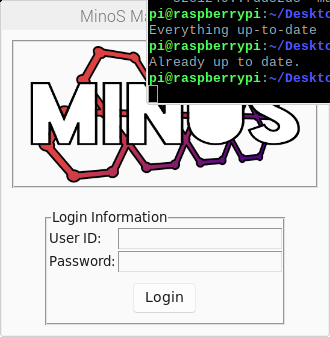 MinoS Ma
pi@raspberrypi:~/Deskto
Everything up-to-date
pi@raspberrypi:~/Deskto
Already up to date.
pi@raspberrypi:~/Deskto
MINOS
Login Information
User ID:
Password:
Login